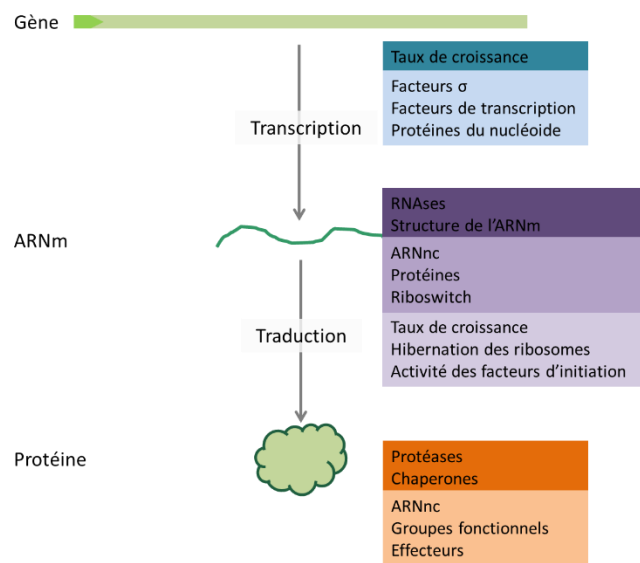 Gène
Taux de croissance
Facteurs σ
Facteurs de transcription
Protéines du nucléoide
Transcription
RNAses
Structure de l'ARNm
ARNm
ARNnc
Protéines
Riboswitch
Traduction
Taux de croissance
Hibernation des ribosomes
Activité des facteurs d'initiation
Protéine
Protéases
Chaperones
ARNnc
Groupes fonctionnels
Effecteurs